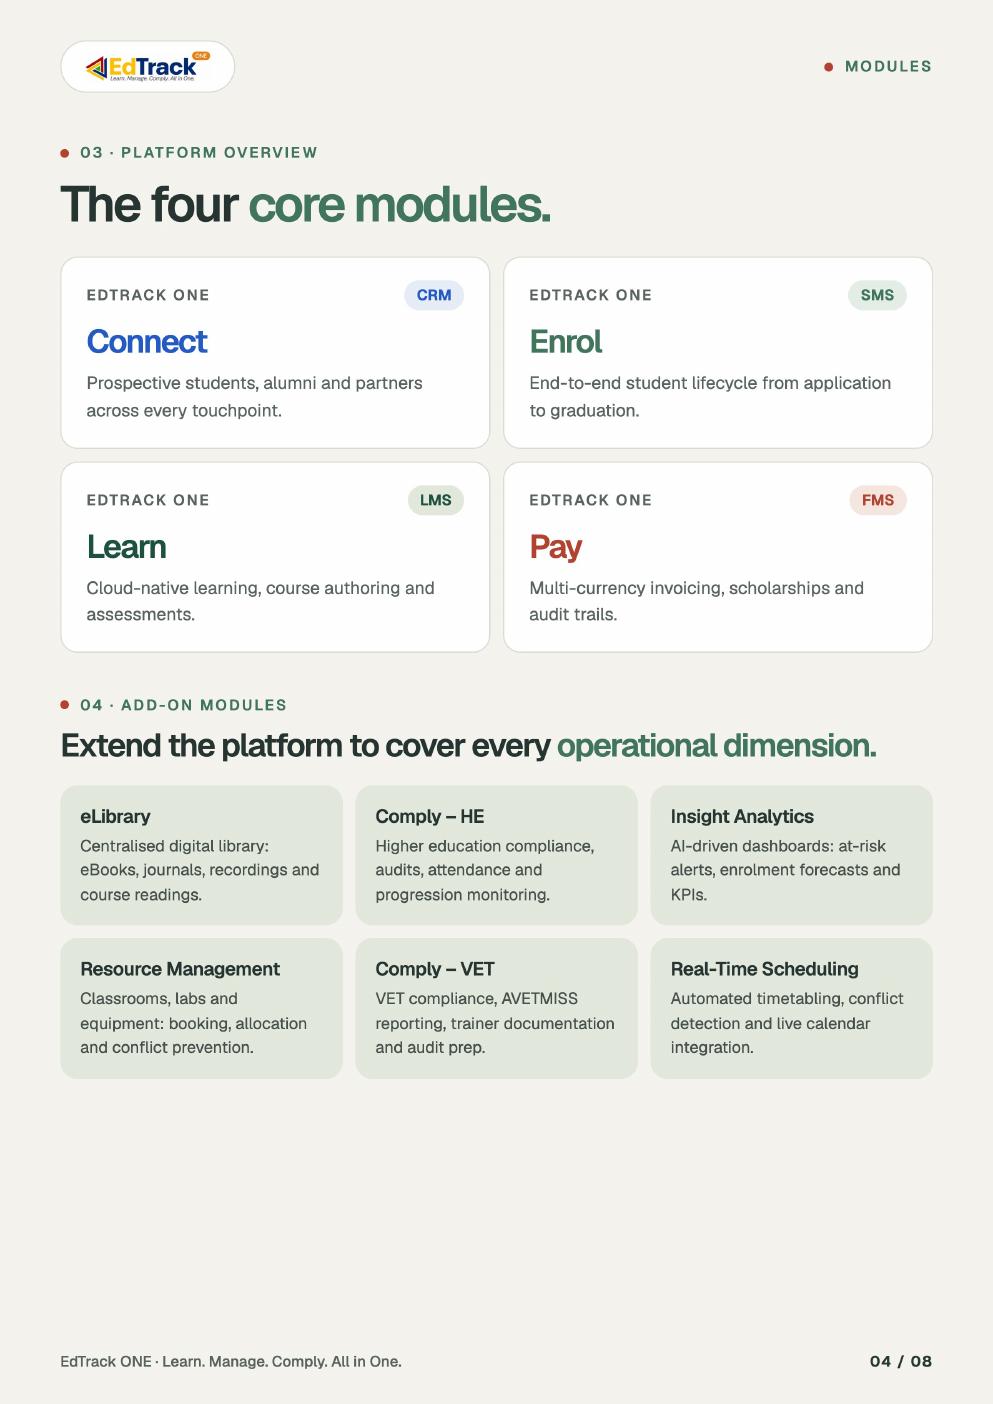 EdTrack ONE
Learn. Manage. Comply. All in One.
MODULES
03 · PLATFORM OVERVIEW
The four core modules.
EDTRACK ONE
CRM
Connect
Prospective students, alumni and partners
across every touchpoint.
EDTRACK ONE
SMS
Enrol
End-to-end student lifecycle from application
to graduation.
EDTRACK ONE
LMS
Learn
Cloud-native learning, course authoring and
assessments.
EDTRACK ONE
FMS
Pay
Multi-currency invoicing, scholarships and
audit trails.
04 · ADD-ON MODULES
Extend the platform to cover every operational dimension.
eLibrary
Centralised digital library:
eBooks, journals, recordings and
course readings.
Comply – HE
Higher education compliance,
audits, attendance and
progression monitoring.
Insight Analytics
AI-driven dashboards: at-risk
alerts, enrolment forecasts and
KPIs.
Resource Management
Classrooms, labs and
equipment: booking, allocation
and conflict prevention.
Comply – VET
VET compliance, AVETMISS
reporting, trainer documentation
and audit prep.
Real-Time Scheduling
Automated timetabling, conflict
detection and live calendar
integration.
EdTrack ONE · Learn. Manage. Comply. All in One.
04 / 08